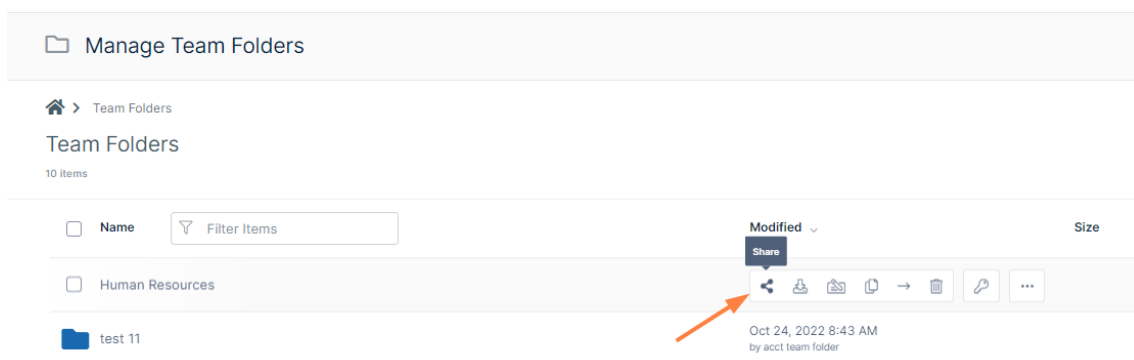 Manage Team Folders
Team Folders
Team Folders
10 items
Name
Filter Items
Modified
Size
Share
Human Resources
test 11
Oct 24, 2022 8:43 AM
by acct team folder